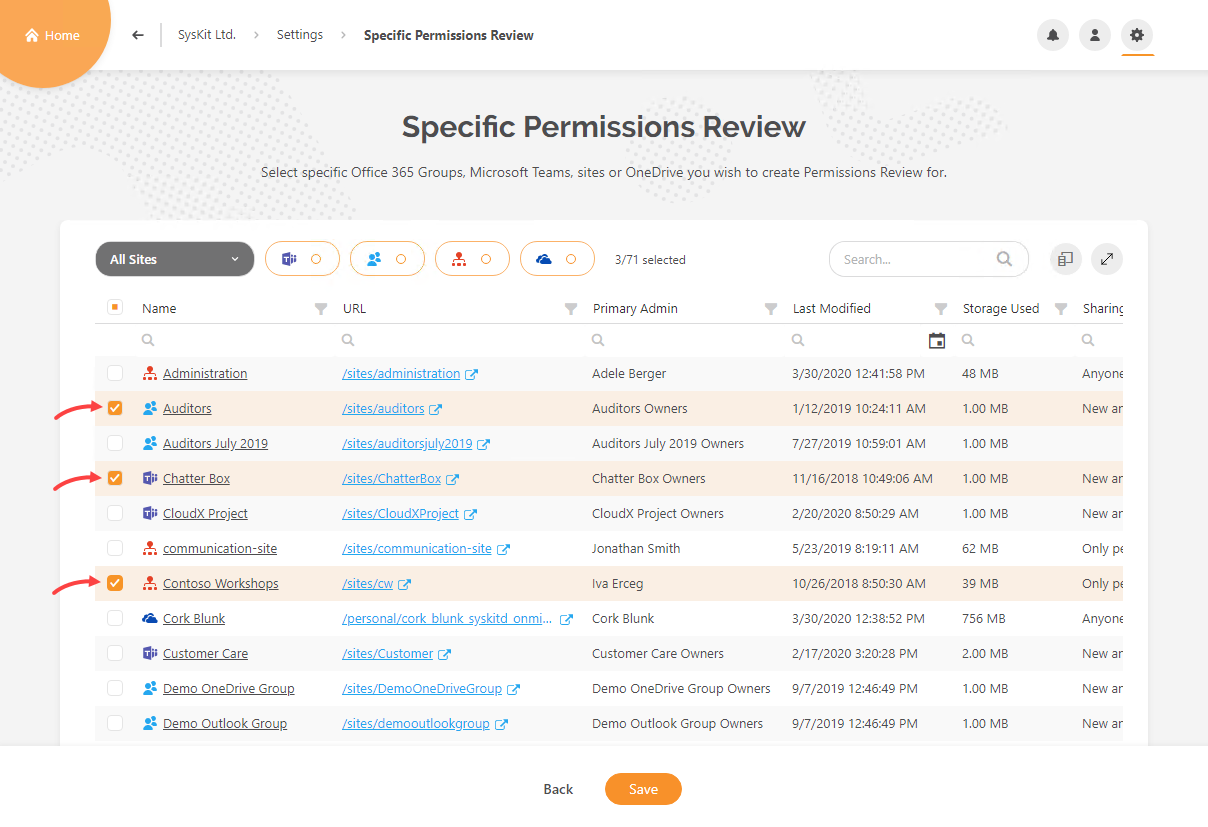 Home
SysKit Ltd. > Settings > Specific Permissions Review
Specific Permissions Review
Select specific Office 365 Groups, Microsoft Teams, sites or OneDrive you wish to create Permissions Review for.
All Sites 3/71 selected Search...
Name URL Primary Admin Last Modified Storage Used Sharing
Administration /sites/administration Adele Berger 3/30/2020 12:41:58 PM 48 MB Anyone
Auditors /sites/auditors Auditors Owners 1/12/2019 10:24:11 AM 1.00 MB New ar
Auditors July 2019 /sites/auditorsjuly2019 Auditors July 2019 Owners 7/27/2019 10:59:01 AM 1.00 MB
Chatter Box /sites/ChatterBox Chatter Box Owners 11/16/2018 10:49:06 AM 1.00 MB New ar
CloudX Project /sites/CloudXProject CloudX Project Owners 2/20/2020 8:50:29 AM 1.00 MB New ar
communication-site /sites/communication-site Jonathan Smith 5/23/2019 8:19:11 AM 62 MB Only pe
Contoso Workshops /sites/cw Iva Erceg 10/26/2018 8:50:30 AM 39 MB Only pe
Cork Blunk /personal/cork_blunk_syskitd_onmi... Cork Blunk 3/30/2020 12:38:52 PM 756 MB Anyone
Customer Care /sites/Customer Customer Care Owners 2/17/2020 3:20:28 PM 2.00 MB New ar
Demo OneDrive Group /sites/DemoOneDriveGroup Demo OneDrive Group Owners 9/7/2019 12:46:49 PM 1.00 MB New ar
Demo Outlook Group /sites/demooutlookgroup Demo Outlook Group Owners 9/7/2019 12:46:49 PM 1.00 MB New ar
Back Save